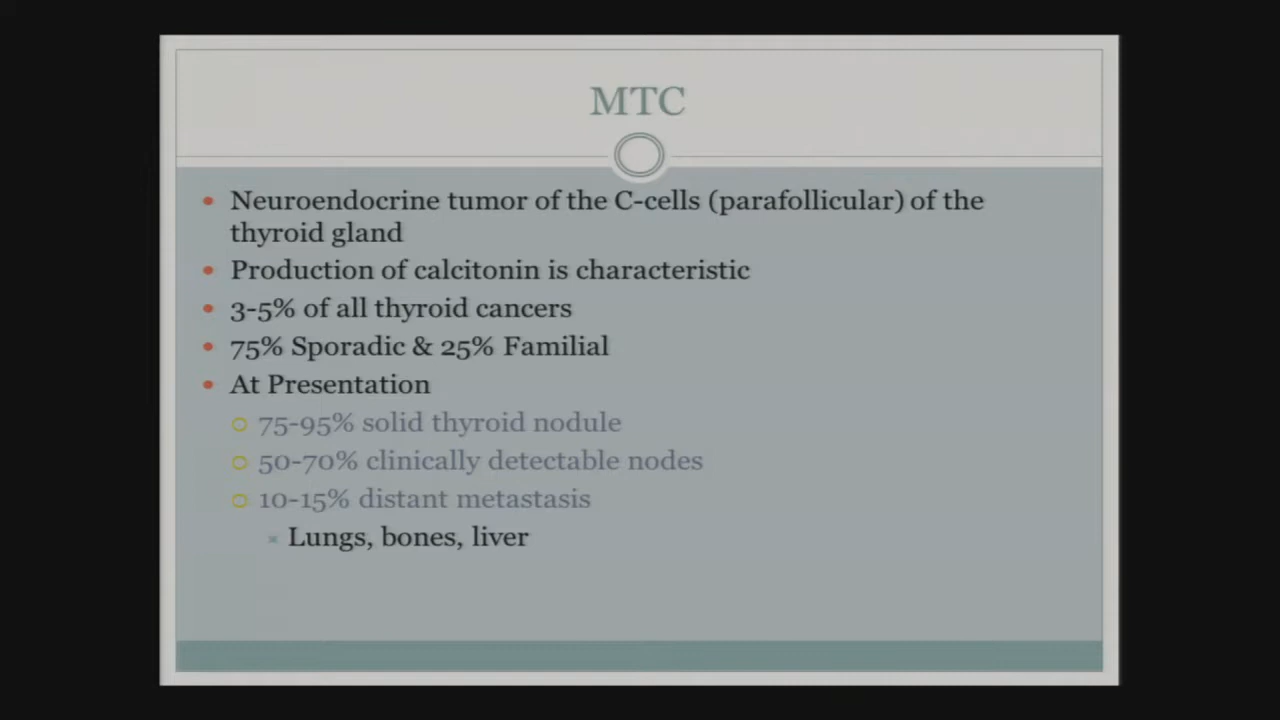 MTC
Neuroendocrine tumor of the C-cells (parafollicular) of the
thyroid gland
Production of calcitonin is characteristic
3-5% of all thyroid cancers
75% Sporadic & 25% Familial
At Presentation
75-95% solid thyroid nodule
50-70% clinically detectable nodes
10-15% distant metastasis
Lungs, bones, liver